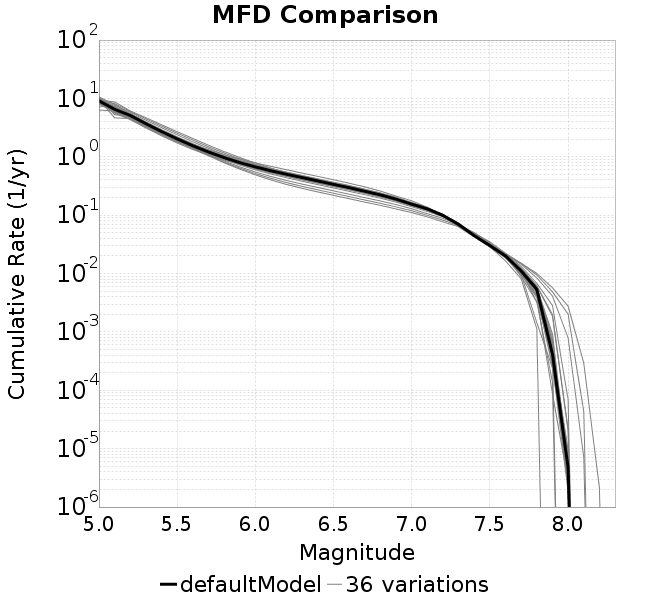 MFD Comparison
10^2
10^1
10^0
10^-1
10^-2
10^-3
10^-4
10^-5
10^-6
Cumulative Rate (1/yr)
5.0 5.5 6.0 6.5 7.0 7.5 8.0
Magnitude
defaultModel 36 variations